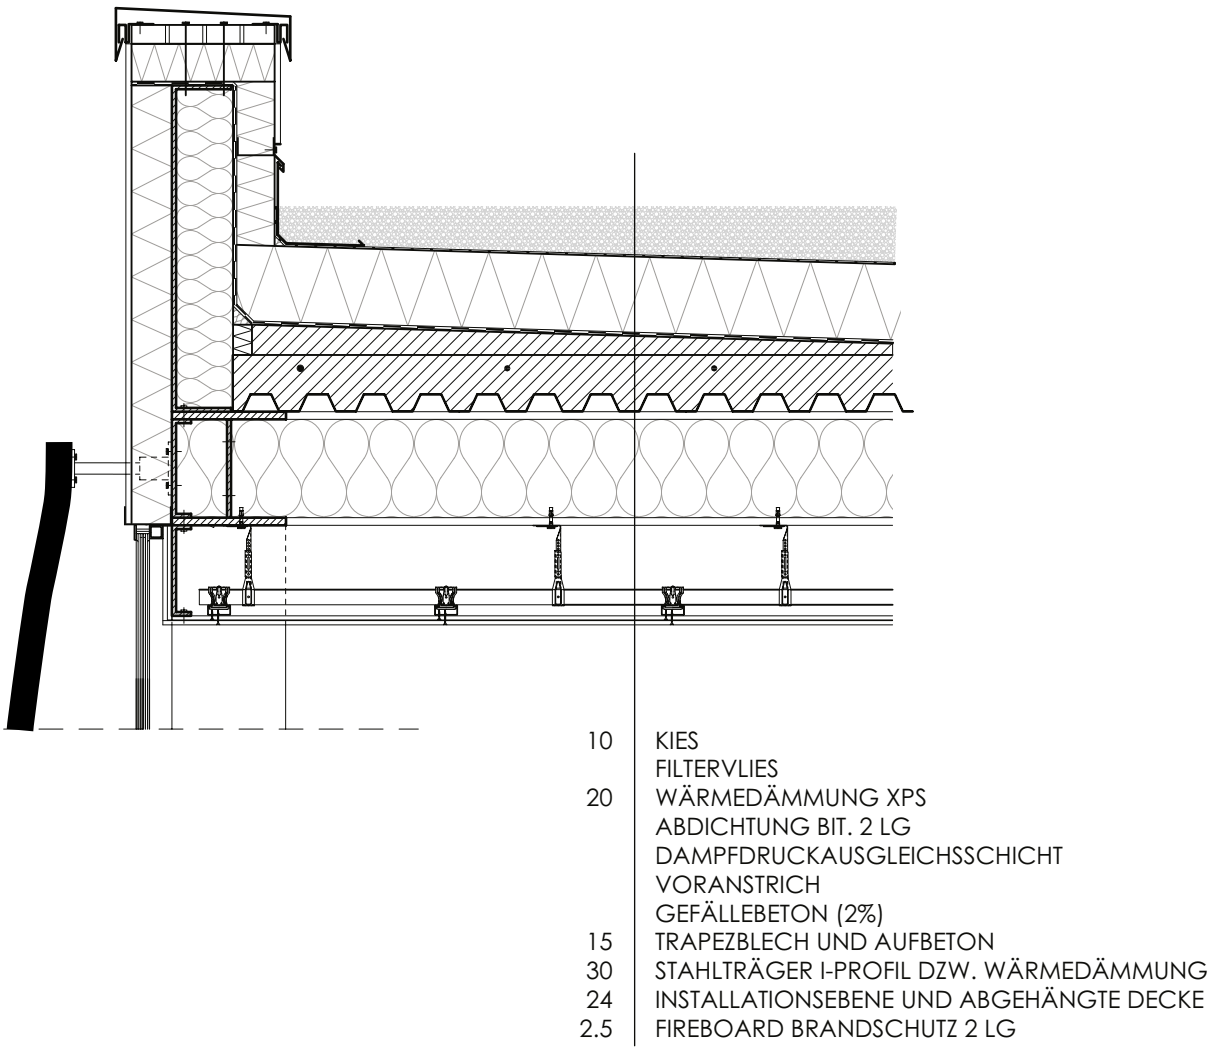 10 KIES
FILTERVLIES
20 WÄRMEDÄMMUNG XPS
ABDICHTUNG BIT. 2 LG
DAMPFDRUCKAUSGLEICHSSCHICHT
VORANSTRICH
GEFÄLLEBETON (2%)
15 TRAPEZBLECH UND AUFBETON
30 STAHLTRÄGER I-PROFIL DZW. WÄRMEDÄMMUNG
24 INSTALLATIONSEBENE UND ABGEHÄNGTE DECKE
2.5 FIREBOARD BRANDSCHUTZ 2 LG